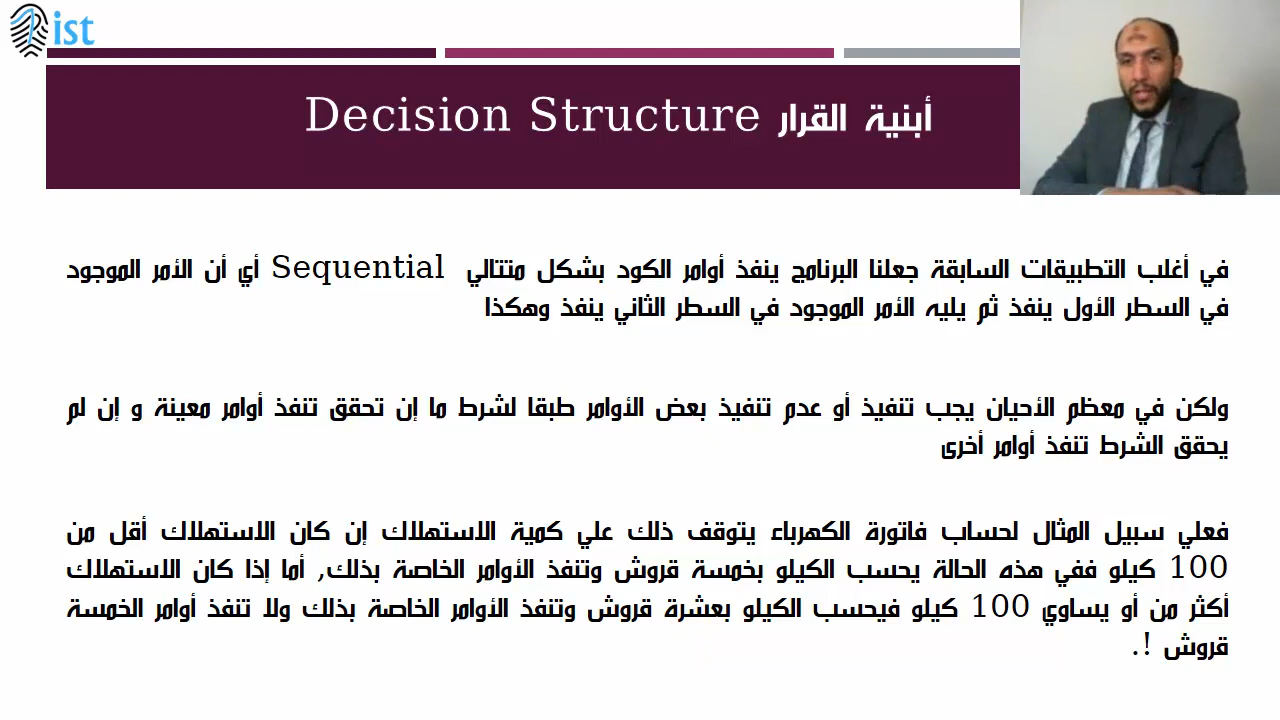 ist
أبنية القرار Decision Structure
في أغلب التطبيقات السابقة جعلنا البرنامج ينفذ أوامر الكود بشكل متتالي Sequential أي أن الأمر الموجود
في السطر الأول ينفذ ثم يليه الأمر الموجود في السطر الثاني ينفذ وهكذا
ولكن في معظم الأحيان يجب تنفيذ أو عدم تنفيذ بعض الأوامر طبقا لشرط ما إن تحقق تنفذ أوامر معينة و إن لم
يحقق الشرط تنفذ أوامر أخرى
فعلي سبيل المثال لحساب فاتورة الكهرباء يتوقف ذلك علي كمية الاستهلاك إن كان الاستهلاك أقل من
100 كيلو ففي هذه الحالة يحسب الكيلو بخمسة قروش وتنفذ الأوامر الخاصة بذلك, أما إذا كان الاستهلاك
أكثر من أو يساوي 100 كيلو فيحسب الكيلو بعشرة قروش وتنفذ الأوامر الخاصة بذلك ولا تنفذ أوامر الخمسة
قروش !.